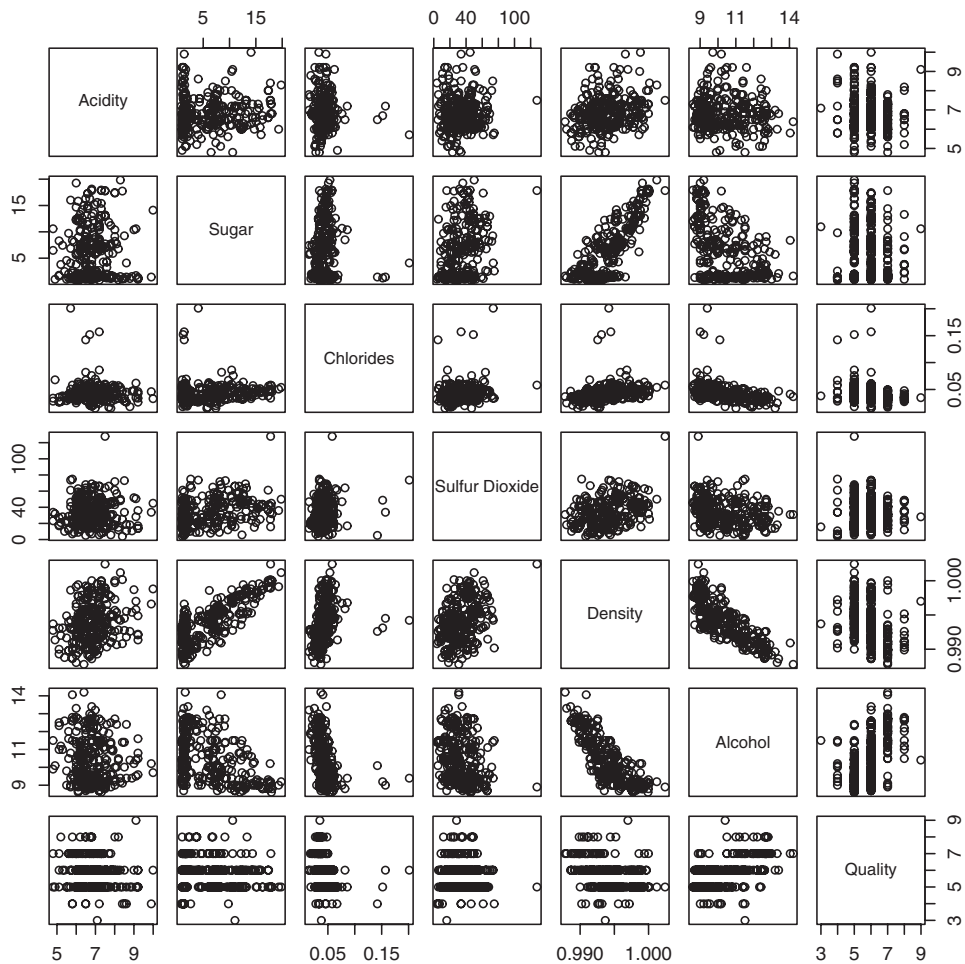 5 15 0 40 100 9 11 14
Acidity
5 7 9
5 15
Sugar
Chlorides
0.05 0.15
0 40 100
Sulfur Dioxide
Density
0.990 1.000
9 11 14
Alcohol
Quality
3 5 7 9
5 7 9 0.05 0.15 0.990 1.000 3 5 7 9